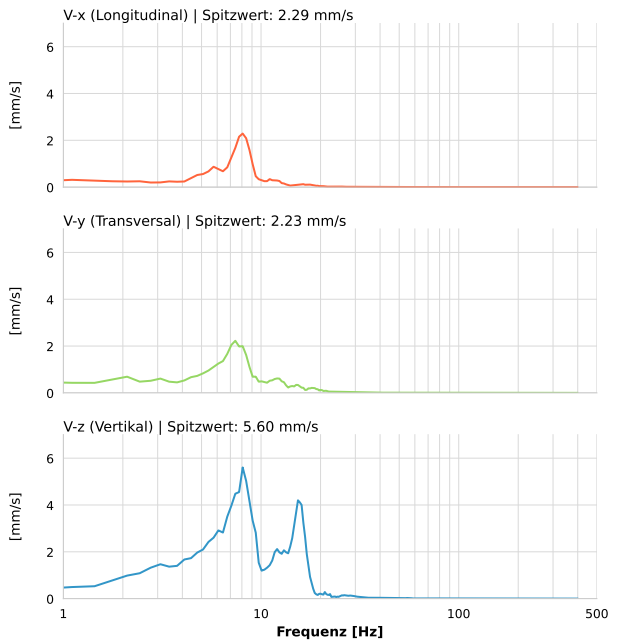 V-x (Longitudinal) | Spitzwert: 2.29 mm/s
[mm/s]
6
4
2
0
V-y (Transversal) | Spitzwert: 2.23 mm/s
[mm/s]
6
4
2
0
V-z (Vertikal) | Spitzwert: 5.60 mm/s
[mm/s]
6
4
2
0
1 10 100 500
Frequenz [Hz]